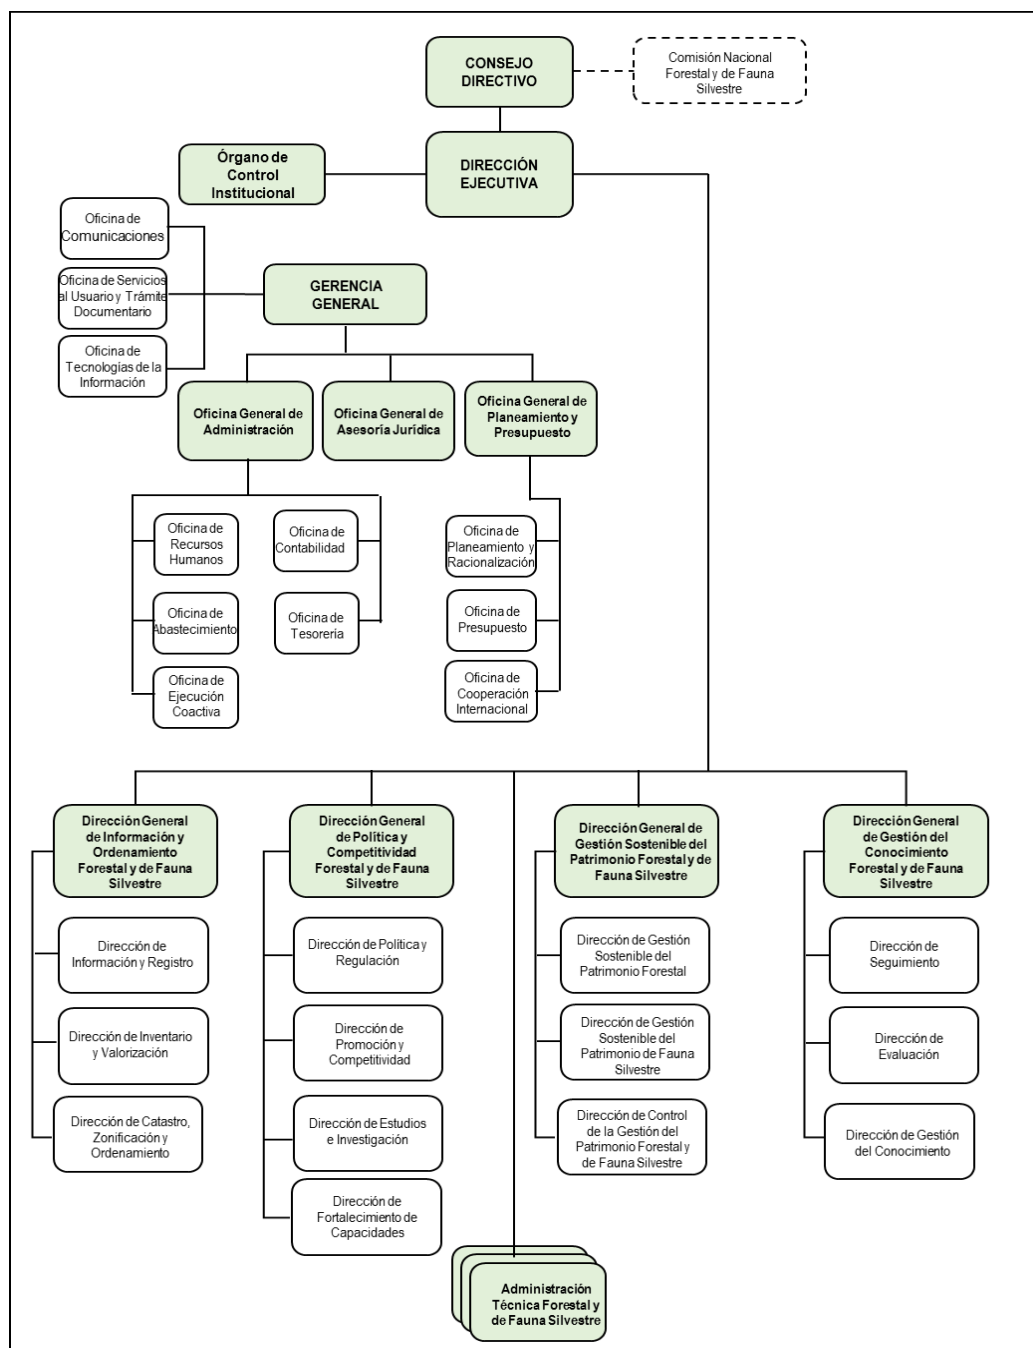 CONSEJO
DIRECTIVO
Comisión Nacional
Forestal y de Fauna
Silvestre
Órgano de
Control
Institucional
DIRECCIÓN
EJECUTIVA
Oficina de
Comunicaciones
Oficina de Servicios
al Usuario y Trámite
Documentario
Oficina de
Tecnologías de la
Información
GERENCIA
GENERAL
Oficina General de
Administración
Oficina General de
Asesoría Jurídica
Oficina General de
Planeamiento y
Presupuesto
Oficina de
Recursos
Humanos
Oficina de
Contabilidad
Oficina de
Planeamiento y
Racionalización
Oficina de
Abastecimiento
Oficina de
Tesorería
Oficina de
Presupuesto
Oficina de
Ejecución
Coactiva
Oficina de
Cooperación
Internacional
Dirección General
de Información y
Ordenamiento
Forestal y de Fauna
Silvestre
Dirección General
de Política y
Competitividad
Forestal y de Fauna
Silvestre
Dirección General de
Gestión Sostenible del
Patrimonio Forestal y de
Fauna Silvestre
Dirección General
de Gestión del
Conocimiento
Forestal y de Fauna
Silvestre
Dirección de
Información y Registro
Dirección de Política y
Regulación
Dirección de Gestión
Sostenible del
Patrimonio Forestal
Dirección de
Seguimiento
Dirección de Inventario
y Valorización
Dirección de
Promoción y
Competitividad
Dirección de Gestión
Sostenible del
Patrimonio de Fauna
Silvestre
Dirección de
Evaluación
Dirección de Catastro,
Zonificación y
Ordenamiento
Dirección de Estudios
e Investigación
Dirección de Control
de la Gestión del
Patrimonio Forestal y
de Fauna Silvestre
Dirección de Gestión
del Conocimiento
Dirección de
Fortalecimiento de
Capacidades
Administración
Técnica Forestal y
de Fauna Silvestre